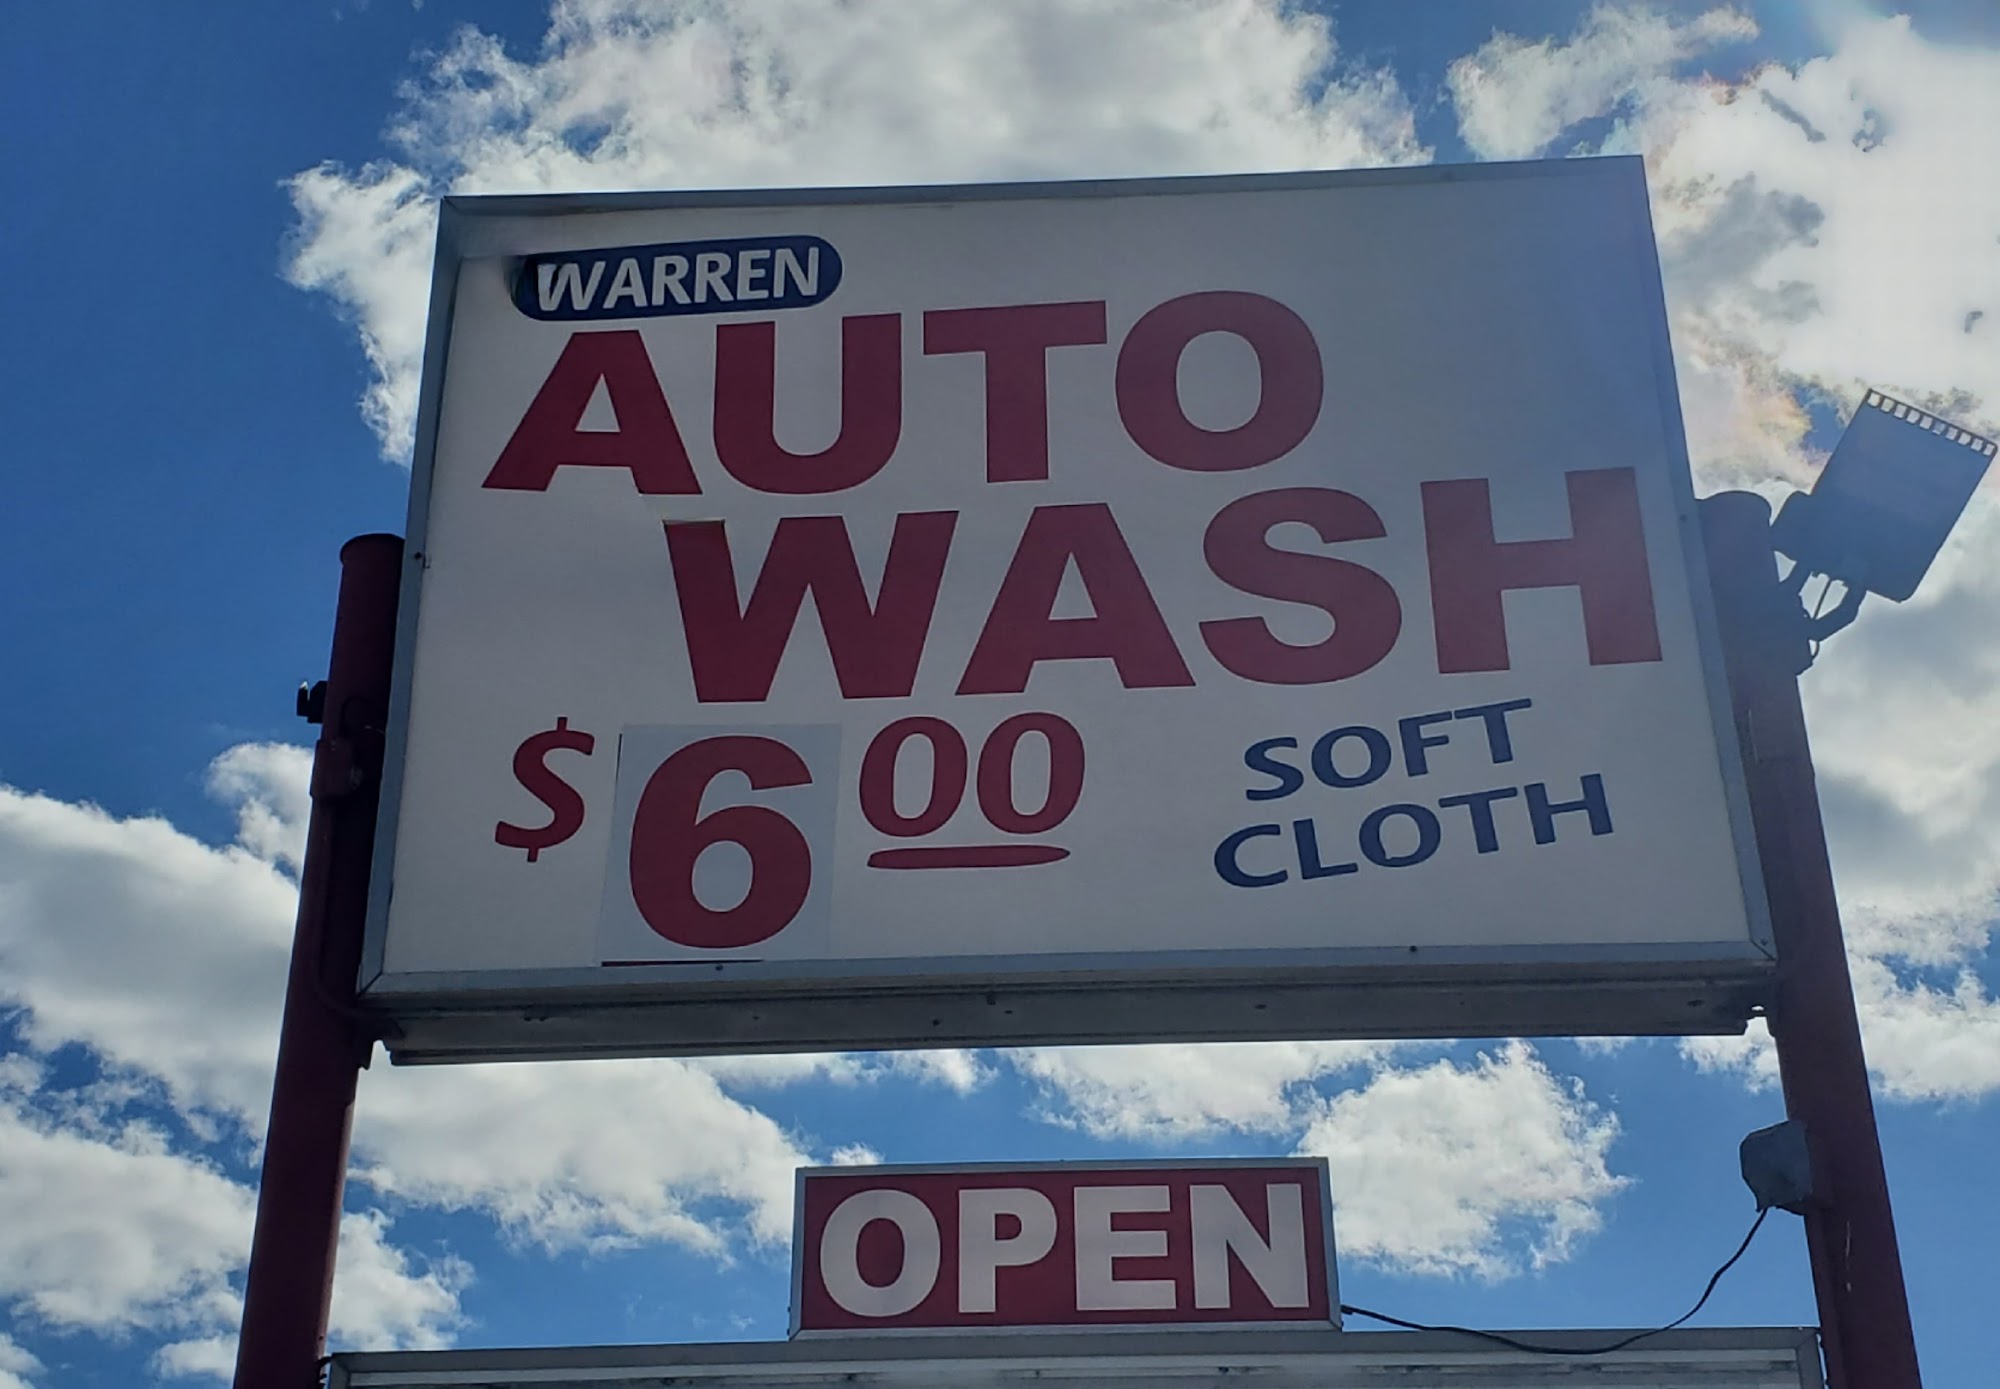 WARREN
AUTO
WASH
$6.00
SOFT
CLOTH
OPEN